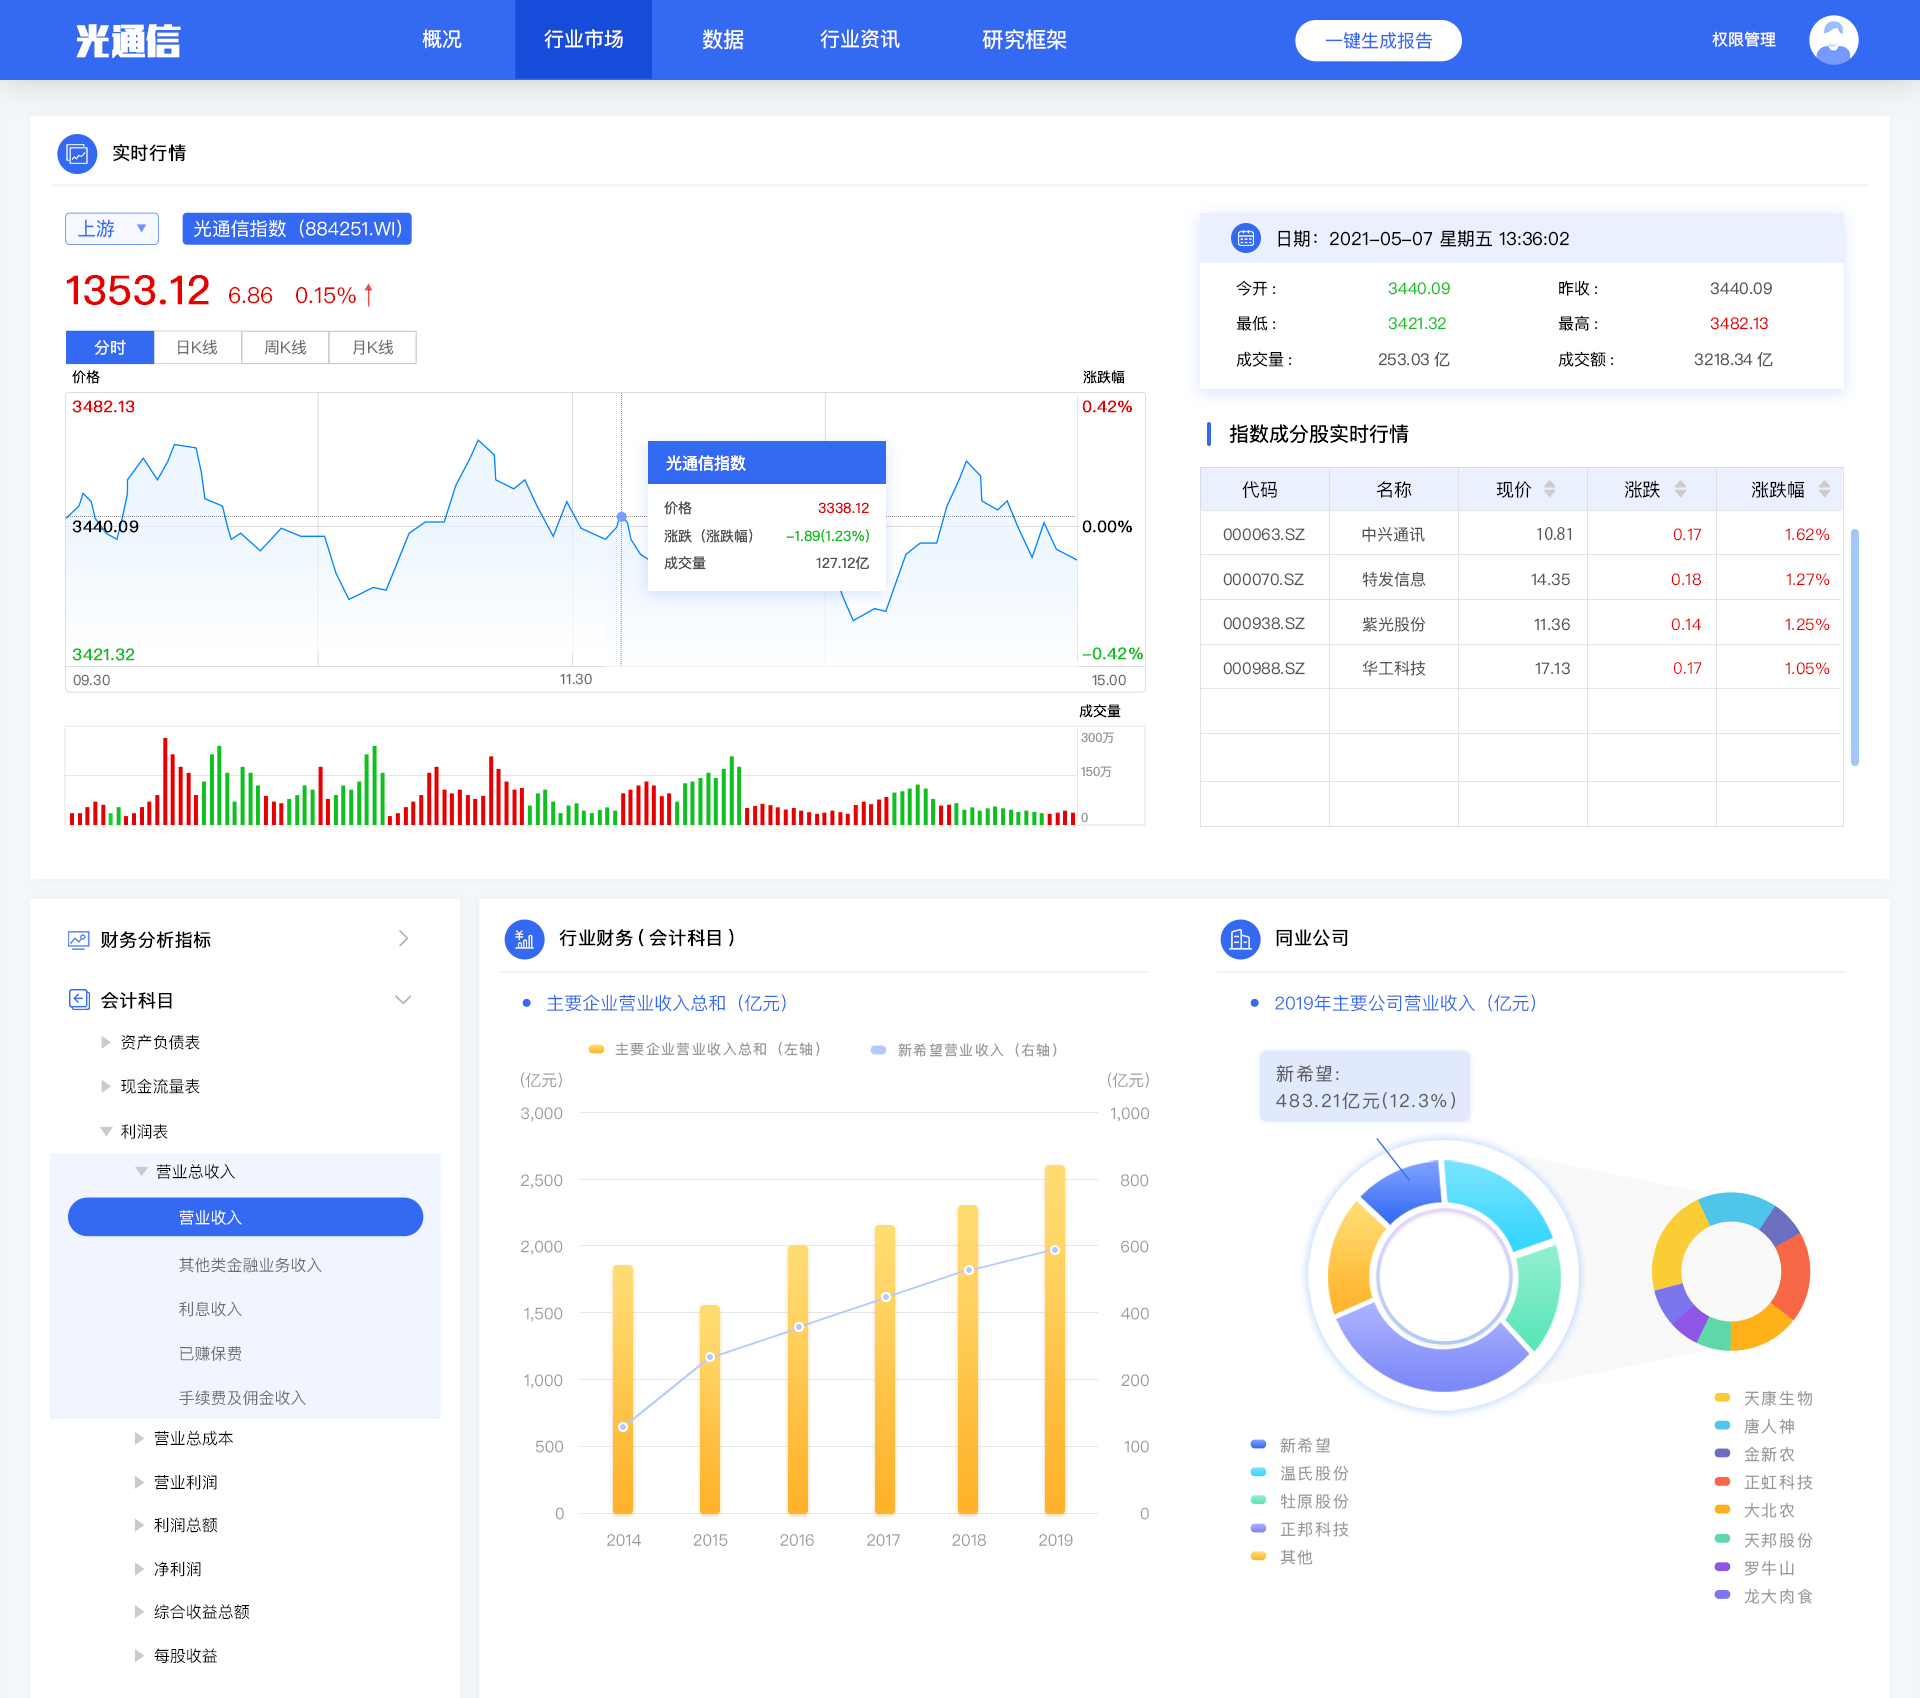 光通信
概况
行业市场
数据
行业资讯
研究框架
一键生成报告
权限管理
实时行情
上游
光通信指数（884251.WI）
1353.12 6.86 0.15%
分时 日K线 周K线 月K线
价格 涨跌幅
3482.13 0.42%
3440.09 0.00%
3421.32 -0.42%
09.30 11.30 15.00
光通信指数
价格 3338.12
涨跌（涨跌幅） -1.89(1.23%)
成交量 127.12亿
成交量
300万
150万
0
日期：2021-05-07 星期五 13:36:02
今开： 3440.09 昨收： 3440.09
最低： 3421.32 最高： 3482.13
成交量： 253.03 亿 成交额： 3218.34 亿
指数成分股实时行情
代码 名称 现价 涨跌 涨跌幅
000063.SZ 中兴通讯 10.81 0.17 1.62%
000070.SZ 特发信息 14.35 0.18 1.27%
000938.SZ 紫光股份 11.36 0.14 1.25%
000988.SZ 华工科技 17.13 0.17 1.05%
财务分析指标
会计科目
资产负债表
现金流量表
利润表
营业总收入
营业收入
其他类金融业务收入
利息收入
已赚保费
手续费及佣金收入
营业总成本
营业利润
利润总额
净利润
综合收益总额
每股收益
行业财务 ( 会计科目 )
主要企业营业收入总和（亿元）
主要企业营业收入总和（左轴） 新希望营业收入（右轴）
(亿元) (亿元)
3,000 1,000
2,500 800
2,000 600
1,500 400
1,000 200
500 100
0 0
2014 2015 2016 2017 2018 2019
同业公司
2019年主要公司营业收入（亿元）
新希望：
483.21亿元(12.3%)
新希望
温氏股份
牡原股份
正邦科技
其他
天康生物
唐人神
金新农
正虹科技
大北农
天邦股份
罗牛山
龙大肉食